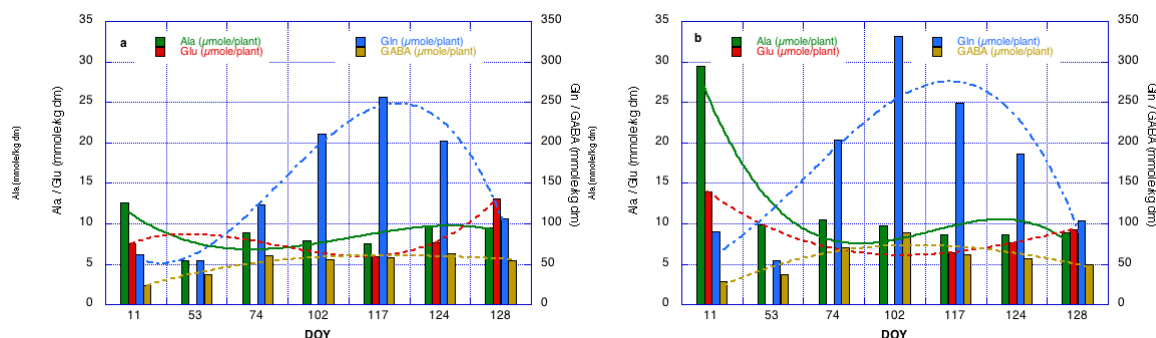 a
Ala (µmole/plant)
Glu (µmole/plant)
Gln (µmole/plant)
GABA (µmole/plant)
35
30
25
20
15
10
5
0
350
300
250
200
150
100
50
0
11 53 74 102 117 124 128
DOY
Ala (mmole/kg dm)
Ala / Glu (mmole/kg dm)
Gln / GABA (mmole/kg dm)
b
Ala (µmole/plant)
Glu (µmole/plant)
Gln (µmole/plant)
GABA (µmole/plant)
35
30
25
20
15
10
5
0
350
300
250
200
150
100
50
0
11 53 74 102 117 124 128
DOY
Ala (mmole/kg dm)
Ala / Glu (mmole/kg dm)
Gln / GABA (mmole/kg dm)